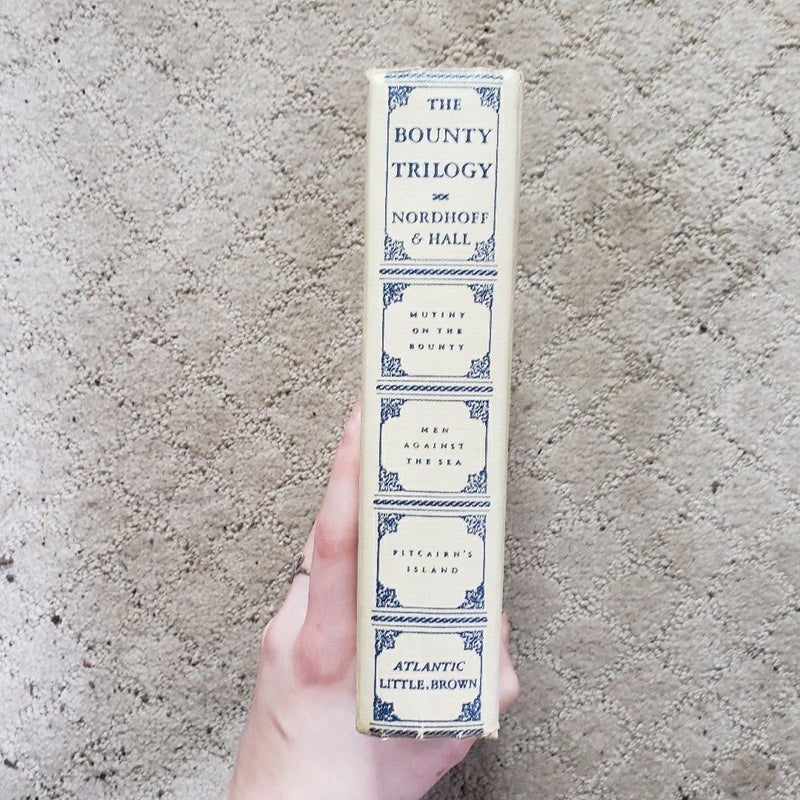 THE
BOUNTY
TRILOGY
NORDHOFF
& HALL
MUTINY
ON THE
BOUNTY
MEN
AGAINST
THE SEA
PITCAIRN'S
ISLAND
ATLANTIC
LITTLE, BROWN